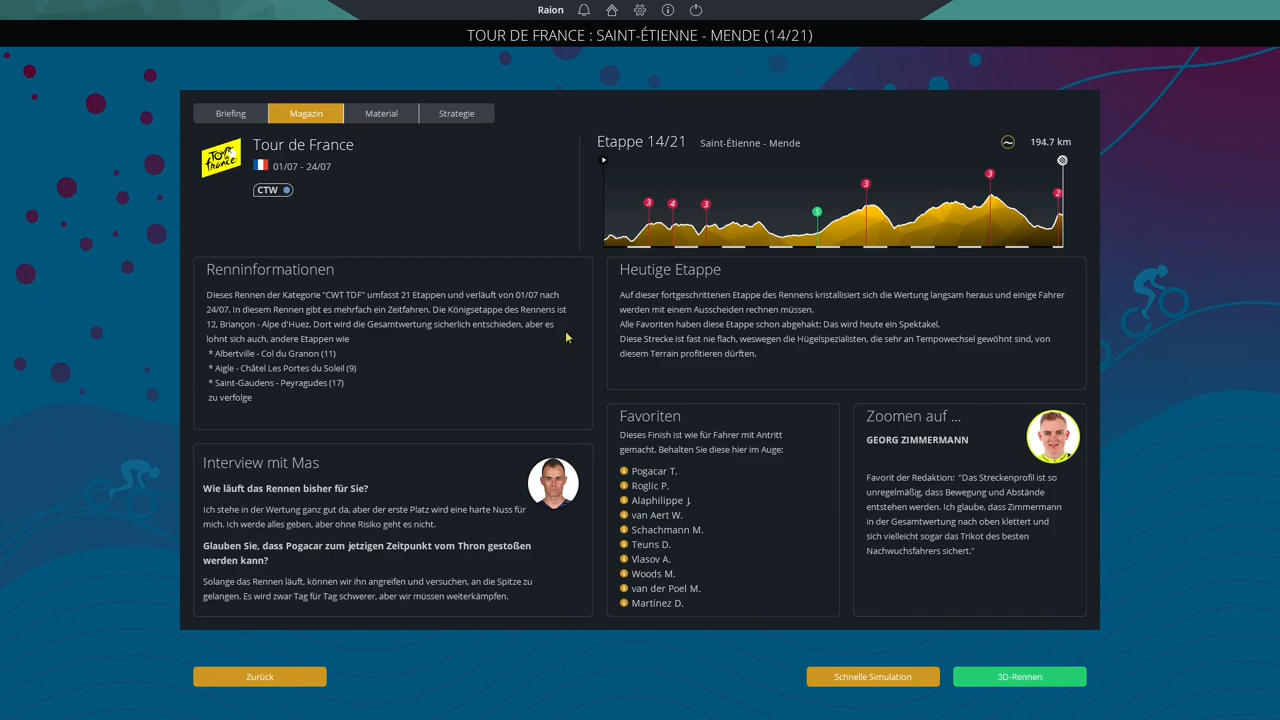 Raion
TOUR DE FRANCE : SAINT-ÉTIENNE - MENDE (14/21)
Briefing
Magazin
Material
Strategie
TOUR
de
france
Tour de France
01/07 - 24/07
CTW
Etappe 14/21
Saint-Étienne - Mende
194.7 km
3
4
3
S
3
3
2
Renninformationen
Dieses Rennen der Kategorie "CWT TDF" umfasst 21 Etappen und verläuft von 01/07 nach
24/07. In diesem Rennen gibt es mehrfach ein Zeitfahren. Die Königsetappe des Rennens ist
12, Briançon - Alpe d'Huez. Dort wird die Gesamtwertung sicherlich entschieden, aber es
lohnt sich auch, andere Etappen wie
* Albertville - Col du Granon (11)
* Aigle - Châtel Les Portes du Soleil (9)
* Saint-Gaudens - Peyragudes (17)
zu verfolge
Heutige Etappe
Auf dieser fortgeschrittenen Etappe des Rennens kristallisiert sich die Wertung langsam heraus und einige Fahrer
werden mit einem Ausscheiden rechnen müssen.
Alle Favoriten haben diese Etappe schon abgehakt: Das wird heute ein Spektakel.
Diese Strecke ist fast nie flach, weswegen die Hügelspezialisten, die sehr an Tempowechsel gewöhnt sind, von
diesem Terrain profitieren dürften.
Interview mit Mas
Wie läuft das Rennen bisher für Sie?
Ich stehe in der Wertung ganz gut da, aber der erste Platz wird eine harte Nuss für
mich. Ich werde alles geben, aber ohne Risiko geht es nicht.
Glauben Sie, dass Pogacar zum jetzigen Zeitpunkt vom Thron gestoßen
werden kann?
Solange das Rennen läuft, können wir ihn angreifen und versuchen, an die Spitze zu
gelangen. Es wird zwar Tag für Tag schwerer, aber wir müssen weiterkämpfen.
Favoriten
Dieses Finish ist wie für Fahrer mit Antritt
gemacht. Behalten Sie diese hier im Auge:
Pogacar T.
Roglic P.
Alaphilippe J.
van Aert W.
Schachmann M.
Teuns D.
Vlasov A.
Woods M.
van der Poel M.
Martínez D.
Zoomen auf ...
GEORG ZIMMERMANN
Favorit der Redaktion: "Das Streckenprofil ist so
unregelmäßig, dass Bewegung und Abstände
entstehen werden. Ich glaube, dass Zimmermann
in der Gesamtwertung nach oben klettert und
sich vielleicht sogar das Trikot des besten
Nachwuchsfahrers sichert."
Zurück
Schnelle Simulation
3D-Rennen